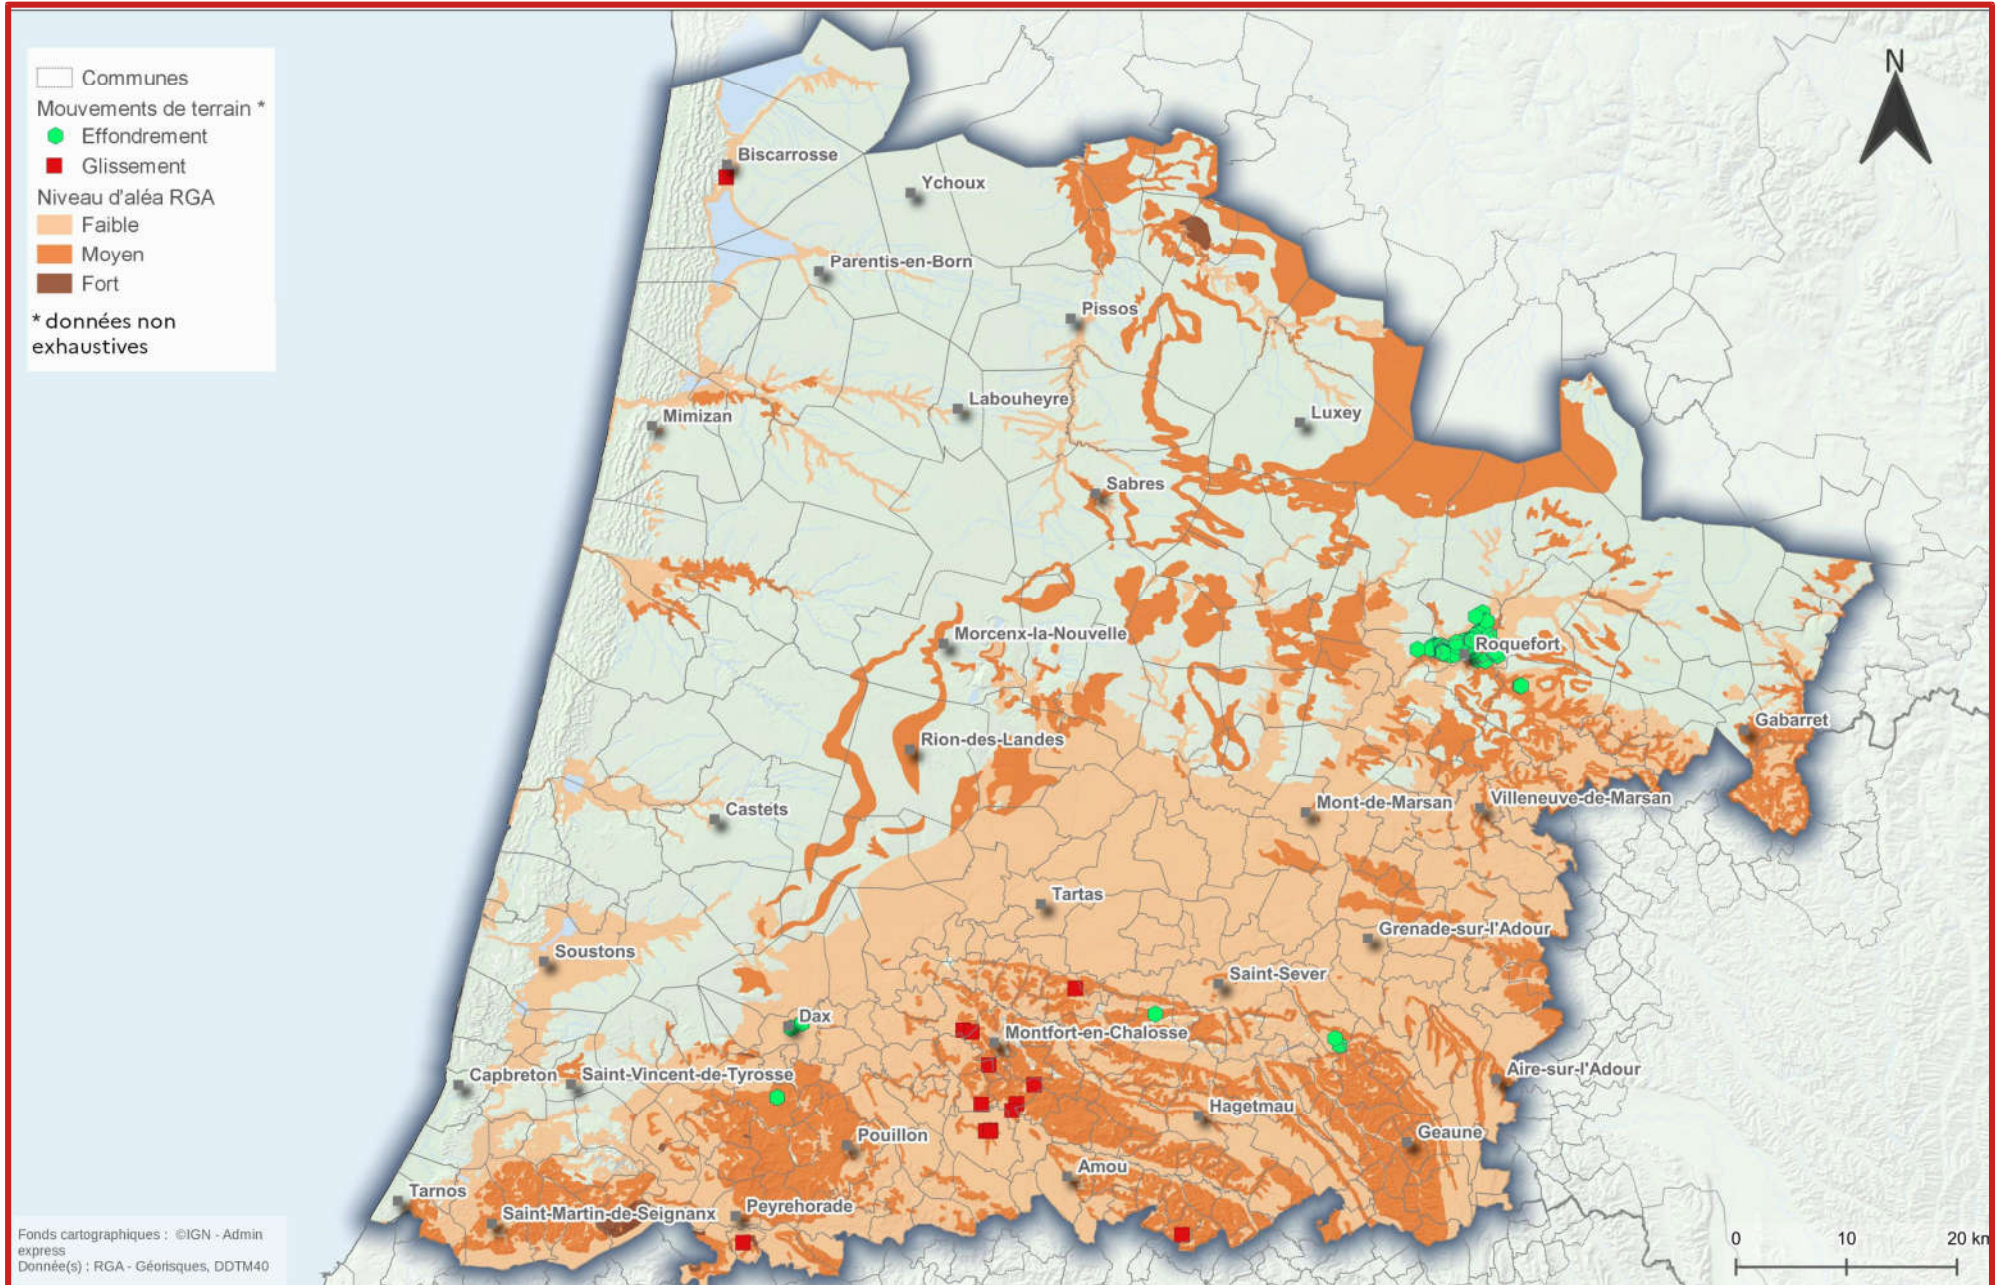 Communes
Mouvements de terrain *
Effondrement
Glissement
Niveau d'aléa RGA
Faible
Moyen
Fort
* données non
exhaustives
N
Biscarrosse
Ychoux
Parentis-en-Born
Pissos
Labouheyre
Mimizan
Luxey
Sabres
Morcenx-la-Nouvelle
Roquefort
Gabarret
Rion-des-Landes
Castets
Mont-de-Marsan
Villeneuve-de-Marsan
Tartas
Grenade-sur-l'Adour
Soustons
Saint-Sever
Dax
Montfort-en-Chalosse
Capbreton
Saint-Vincent-de-Tyrosse
Aire-sur-l'Adour
Hagetmau
Pouillon
Geaune
Amou
Tarnos
Saint-Martin-de-Seignanx
Peyrehorade
Fonds cartographiques : ©IGN - Admin
express
Donnée(s) : RGA - Géorisques, DDTM40
0 10 20 km